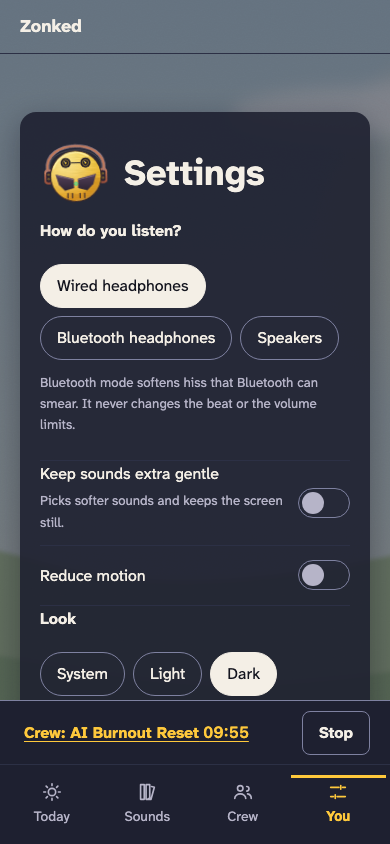 Zonked
Settings
How do you listen?
Wired headphones
Bluetooth headphones
Speakers
Bluetooth mode softens hiss that Bluetooth can
smear. It never changes the beat or the volume
limits.
Keep sounds extra gentle
Picks softer sounds and keeps the screen
still.
Reduce motion
Look
System
Light
Dark
Crew: AI Burnout Reset 09:55
Stop
Today
Sounds
Crew
You